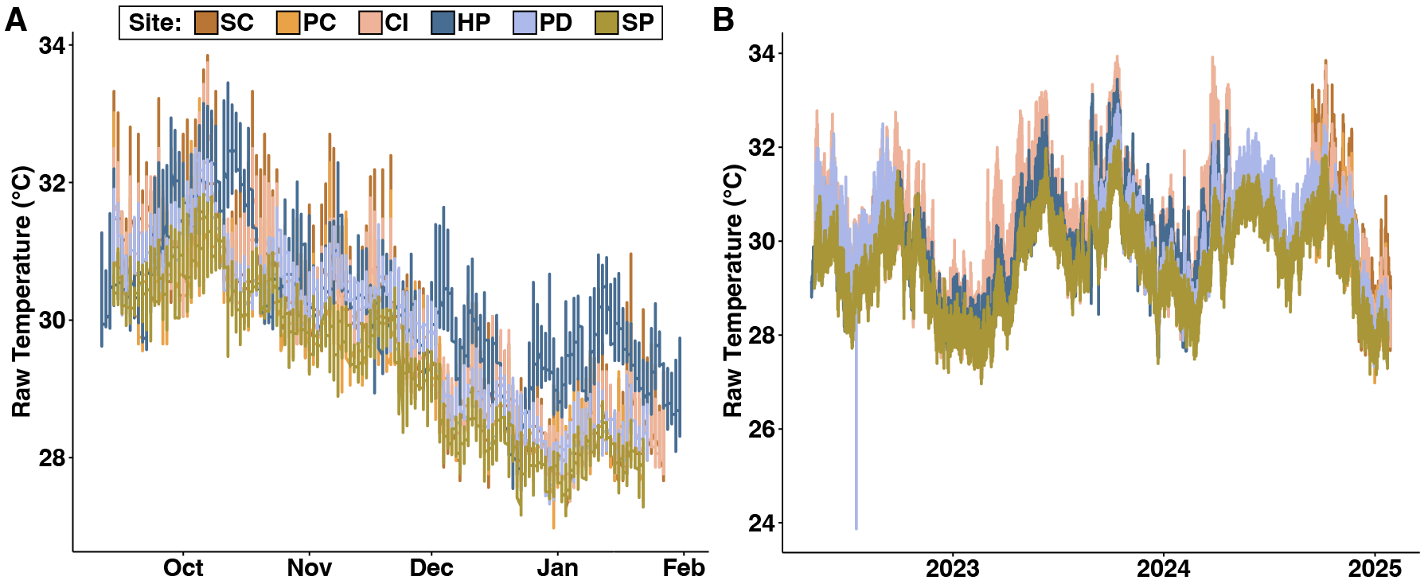 A
Site: SC PC CI HP PD SP
Raw Temperature (°C)
34
32
30
28
Oct Nov Dec Jan Feb
B
Raw Temperature (°C)
34
32
30
28
26
24
2023 2024 2025